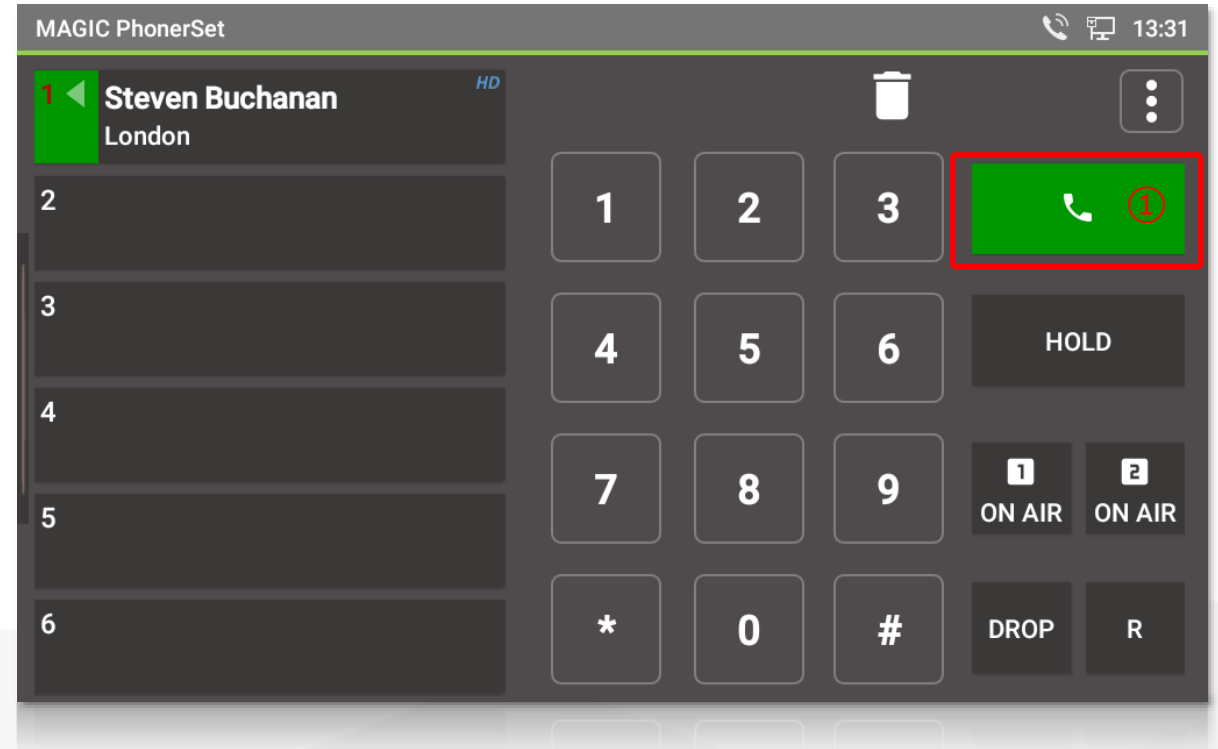 MAGIC PhonerSet
13:31
1 Steven Buchanan HD
London
2
3
4
5
6
1 2 3 ①
4 5 6 HOLD
7 8 9
1 2
ON AIR ON AIR
* 0 # DROP R